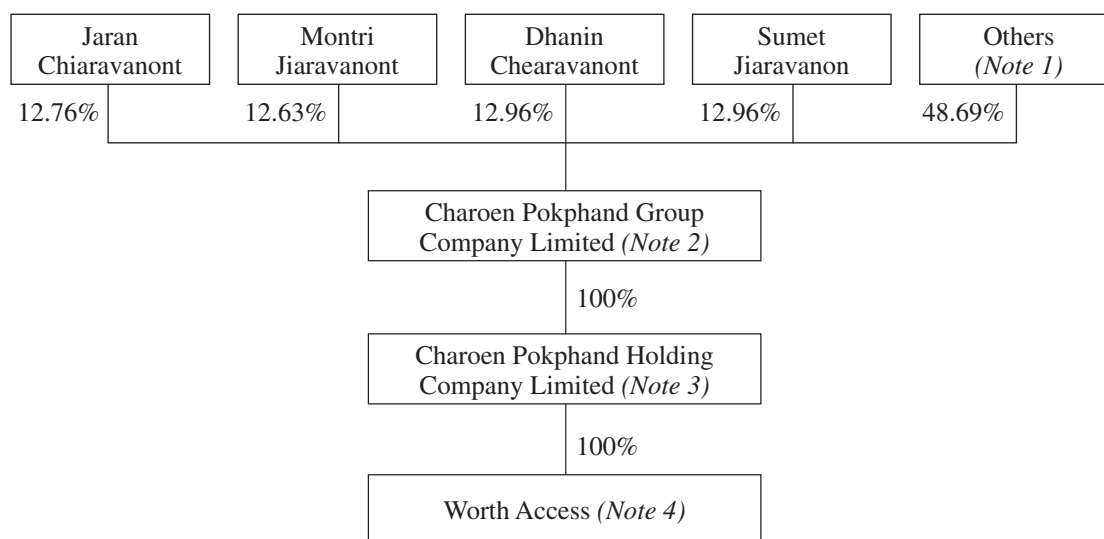 Jaran
Chiaravanont
Montri
Jiaravanont
Dhanin
Chearavanont
Sumet
Jiaravanon
Others
(Note 1)
12.76%
12.63%
12.96%
12.96%
48.69%
Charoen Pokphand Group
Company Limited (Note 2)
100%
Charoen Pokphand Holding
Company Limited (Note 3)
100%
Worth Access (Note 4)